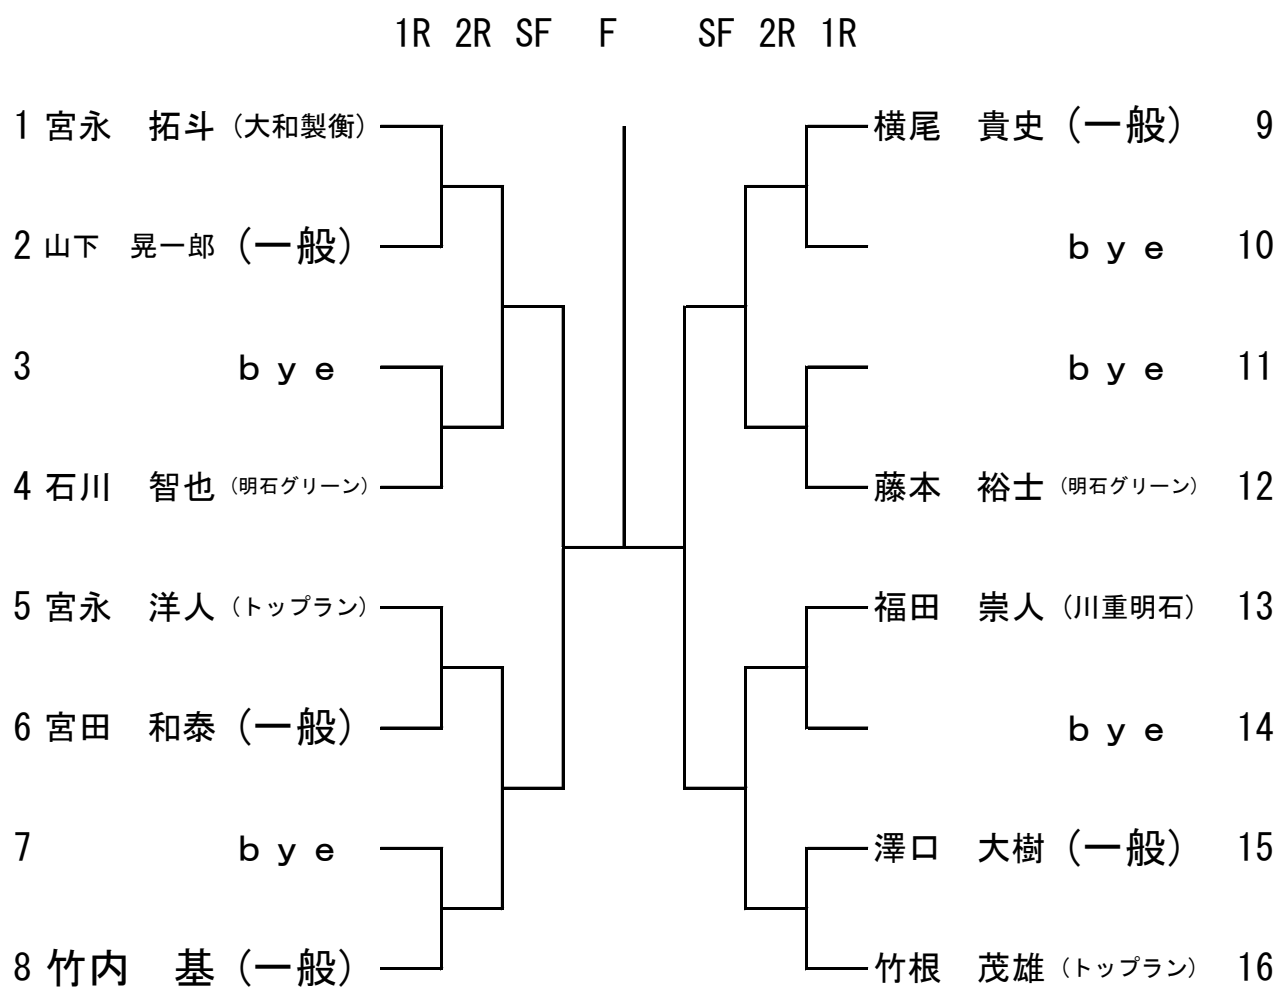 1R 2R SF F SF 2R 1R
1 宮永 拓斗 (大和製衡) 横尾 貴史 (一般) 9
2 山下 晃一郎 (一般) bye 10
3 bye bye 11
4 石川 智也 (明石グリーン) 藤本 裕士 (明石グリーン) 12
5 宮永 洋人 (トップラン) 福田 崇人 (川重明石) 13
6 宮田 和泰 (一般) bye 14
7 bye 澤口 大樹 (一般) 15
8 竹内 基 (一般) 竹根 茂雄 (トップラン) 16